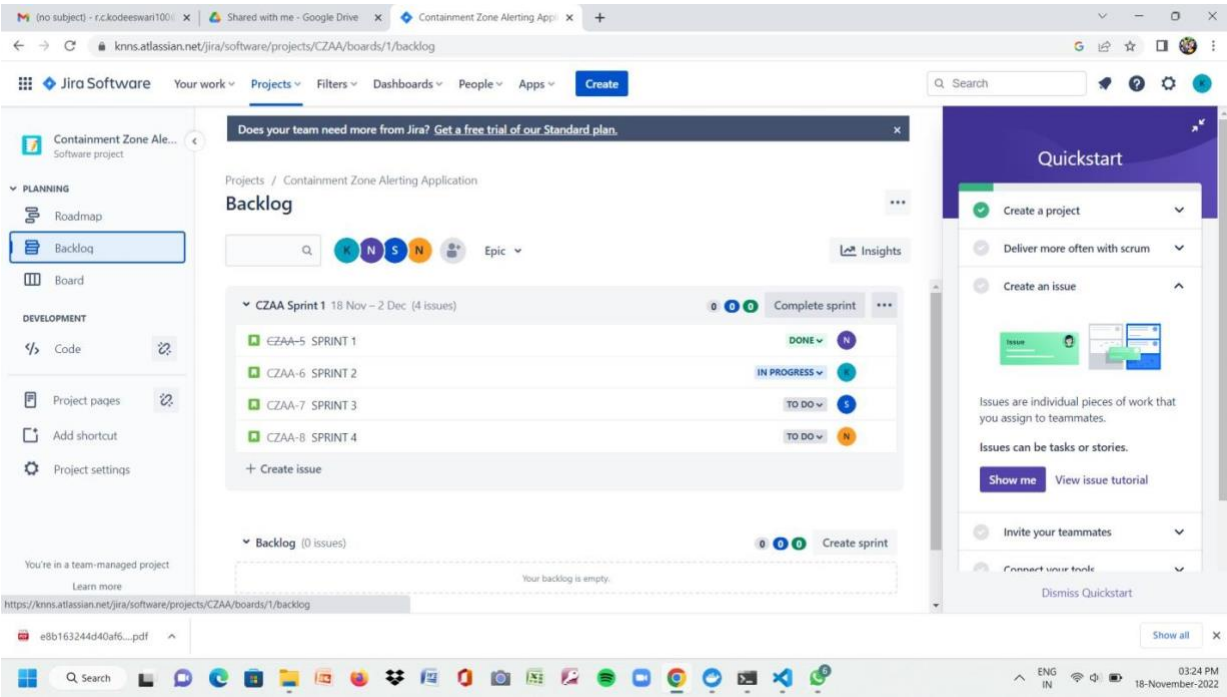 (no subject) - r.c.kodeeswari100
Shared with me - Google Drive
Containment Zone Alerting Appl
knns.atlassian.net/jira/software/projects/CZAA/boards/1/backlog
Jira Software Your work Projects Filters Dashboards People Apps Create Search K
Containment Zone Ale...
Software project
PLANNING
Roadmap
Backlog
Board
DEVELOPMENT
Code
Project pages
Add shortcut
Project settings
You're in a team-managed project
Learn more
Does your team need more from Jira? Get a free trial of our Standard plan.
Projects / Containment Zone Alerting Application
Backlog
K N S N Epic Insights
CZAA Sprint 1 18 Nov – 2 Dec (4 issues) 0 0 0 Complete sprint
CZAA-5 SPRINT 1 DONE N
CZAA-6 SPRINT 2 IN PROGRESS K
CZAA-7 SPRINT 3 TO DO S
CZAA-8 SPRINT 4 TO DO N
+ Create issue
Backlog (0 issues) 0 0 0 Create sprint
Your backlog is empty.
Quickstart
Create a project
Deliver more often with scrum
Create an issue
Issue
Issues are individual pieces of work that
you assign to teammates.
Issues can be tasks or stories.
Show me View issue tutorial
Invite your teammates
Connect your tools
Dismiss Quickstart
https://knns.atlassian.net/jira/software/projects/CZAA/boards/1/backlog
e8b163244d40af6....pdf Show all
Search
ENG
IN
03:24 PM
18-November-2022